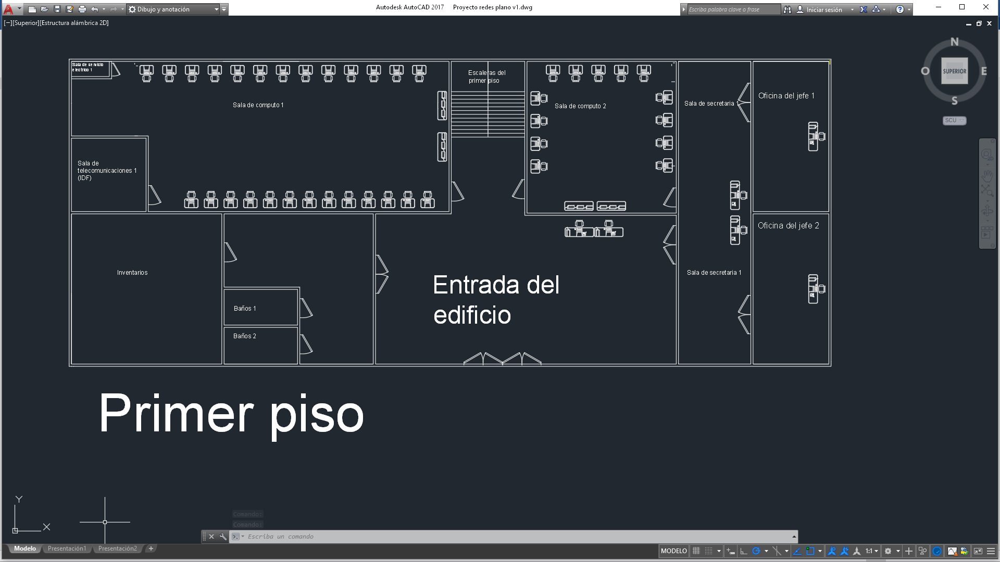 Dibujo y anotación
Autodesk AutoCAD 2017 Proyecto redes plano v1.dwg
Escriba palabra clave o frase
Iniciar sesión
[−][Superior][Estructura alámbrica 2D]
N
O SUPERIOR E
S
SCU
Sala de servicio
electrico 1
Escaleras del
primer piso
Sala de computo 1
Sala de computo 2
Sala de secretaria 1
Oficina del jefe 1
Sala de
telecomunicaciones 1
(IDF)
Oficina del jefe 2
Inventarios
Entrada del
edificio
Sala de secretaria 1
Baños 1
Baños 2
Primer piso
Y
X
Comando:
Comando:
Escriba un comando
Modelo Presentación1 Presentación2 +
MODELO 1:1